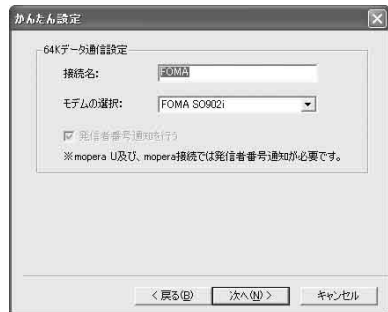 かんたん設定
64Kデータ通信設定
接続名: FOMA
モデムの選択: FOMA SO902i
発信者番号通知を行う
※mopera U及び、mopera接続では発信者番号通知が必要です。
< 戻る(B) 次へ(N) > キャンセル